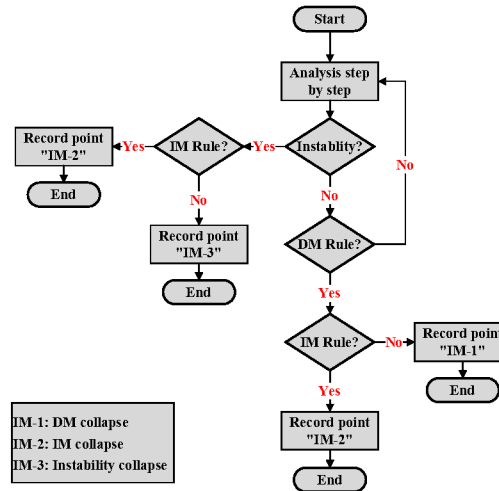 Start
Analysis step
by step
Instablity?
Yes
IM Rule?
Yes
Record point
"IM-2"
End
No
Record point
"IM-3"
End
No
DM Rule?
No
Yes
IM Rule?
No
Record point
"IM-1"
End
Yes
Record point
"IM-2"
End
IM-1: DM collapse
IM-2: IM collapse
IM-3: Instability collapse